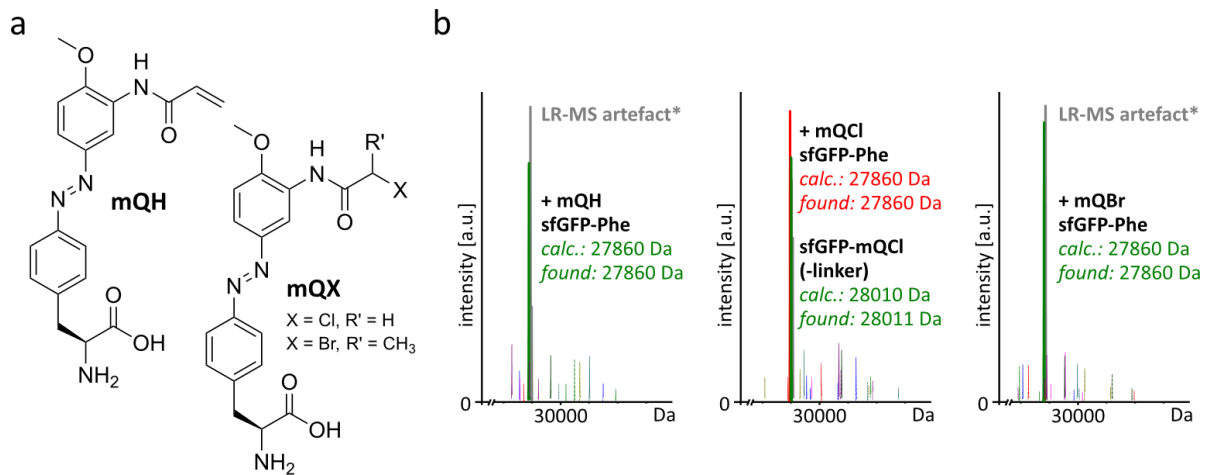 a
b
O
H
N
O
N
N
mQH
O
OH
NH2
O
H
N
R'
X
O
N
N
mQX
X = Cl, R' = H
X = Br, R' = CH3
O
OH
NH2
intensity [a.u.]
LR-MS artefact*
+ mQH
sfGFP-Phe
calc.: 27860 Da
found: 27860 Da
0
30000
Da
intensity [a.u.]
+ mQCl
sfGFP-Phe
calc.: 27860 Da
found: 27860 Da
sfGFP-mQCl
(-linker)
calc.: 28010 Da
found: 28011 Da
0
30000
Da
intensity [a.u.]
LR-MS artefact*
+ mQBr
sfGFP-Phe
calc.: 27860 Da
found: 27860 Da
0
30000
Da